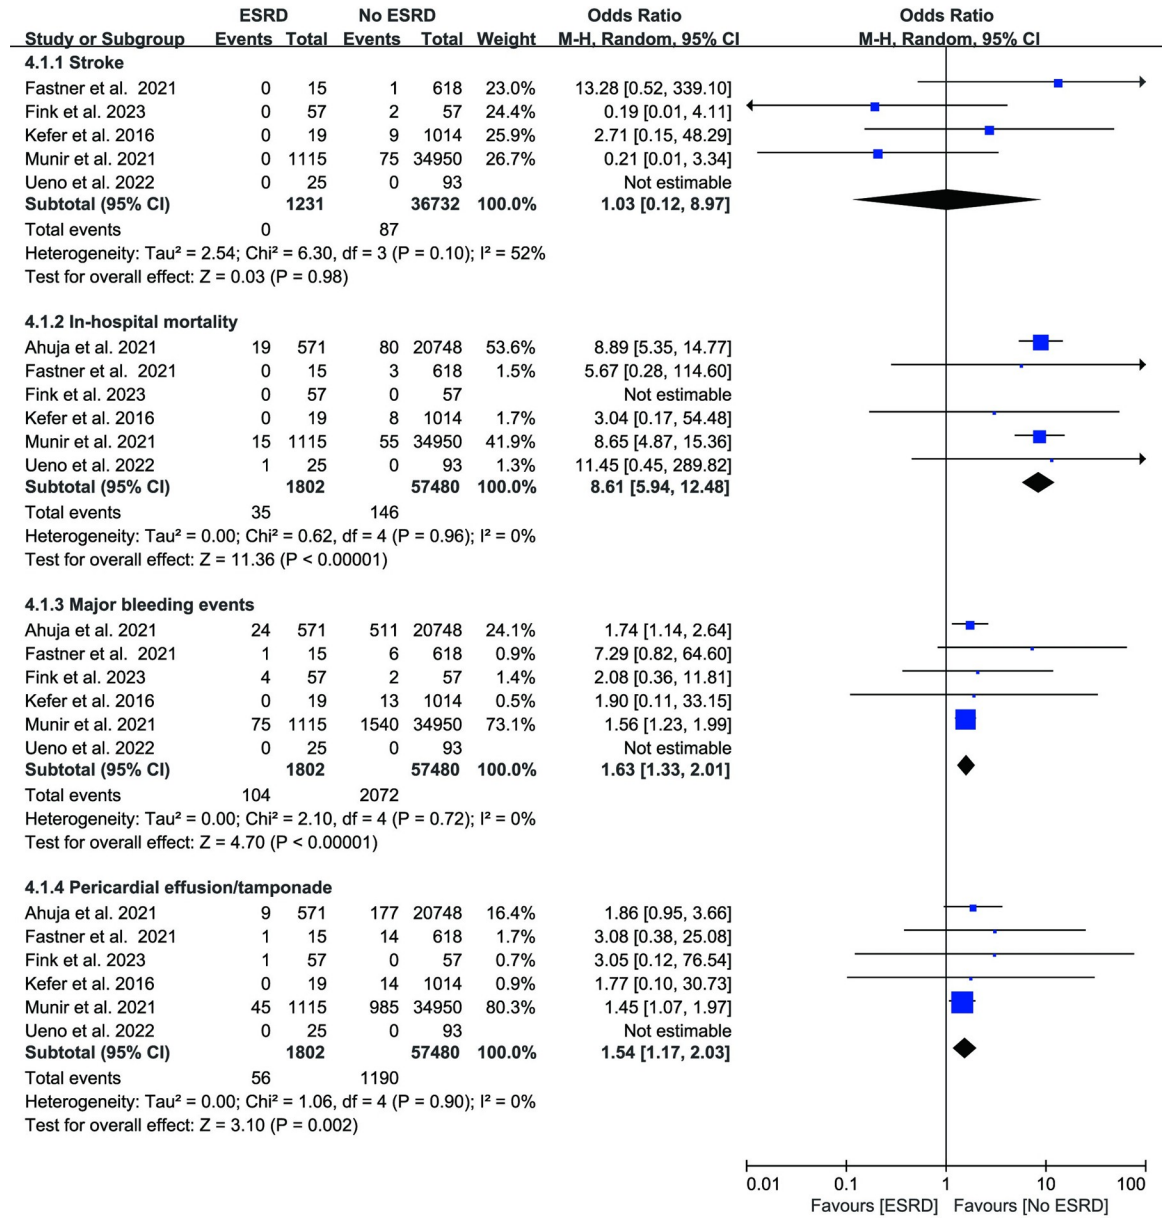 ESRD No ESRD Odds Ratio Odds Ratio
Study or Subgroup Events Total Events Total Weight M-H, Random, 95% CI M-H, Random, 95% CI
4.1.1 Stroke
Fastner et al. 2021 0 15 1 618 23.0% 13.28 [0.52, 339.10]
Fink et al. 2023 0 57 2 57 24.4% 0.19 [0.01, 4.11]
Kefer et al. 2016 0 19 9 1014 25.9% 2.71 [0.15, 48.29]
Munir et al. 2021 0 1115 75 34950 26.7% 0.21 [0.01, 3.34]
Ueno et al. 2022 0 25 0 93 Not estimable
Subtotal (95% CI) 1231 36732 100.0% 1.03 [0.12, 8.97]
Total events 0 87
Heterogeneity: Tau² = 2.54; Chi² = 6.30, df = 3 (P = 0.10); I² = 52%
Test for overall effect: Z = 0.03 (P = 0.98)
4.1.2 In-hospital mortality
Ahuja et al. 2021 19 571 80 20748 53.6% 8.89 [5.35, 14.77]
Fastner et al. 2021 0 15 3 618 1.5% 5.67 [0.28, 114.60]
Fink et al. 2023 0 57 0 57 Not estimable
Kefer et al. 2016 0 19 8 1014 1.7% 3.04 [0.17, 54.48]
Munir et al. 2021 15 1115 55 34950 41.9% 8.65 [4.87, 15.36]
Ueno et al. 2022 1 25 0 93 1.3% 11.45 [0.45, 289.82]
Subtotal (95% CI) 1802 57480 100.0% 8.61 [5.94, 12.48]
Total events 35 146
Heterogeneity: Tau² = 0.00; Chi² = 0.62, df = 4 (P = 0.96); I² = 0%
Test for overall effect: Z = 11.36 (P < 0.00001)
4.1.3 Major bleeding events
Ahuja et al. 2021 24 571 511 20748 24.1% 1.74 [1.14, 2.64]
Fastner et al. 2021 1 15 6 618 0.9% 7.29 [0.82, 64.60]
Fink et al. 2023 4 57 2 57 1.4% 2.08 [0.36, 11.81]
Kefer et al. 2016 0 19 13 1014 0.5% 1.90 [0.11, 33.15]
Munir et al. 2021 75 1115 1540 34950 73.1% 1.56 [1.23, 1.99]
Ueno et al. 2022 0 25 0 93 Not estimable
Subtotal (95% CI) 1802 57480 100.0% 1.63 [1.33, 2.01]
Total events 104 2072
Heterogeneity: Tau² = 0.00; Chi² = 2.10, df = 4 (P = 0.72); I² = 0%
Test for overall effect: Z = 4.70 (P < 0.00001)
4.1.4 Pericardial effusion/tamponade
Ahuja et al. 2021 9 571 177 20748 16.4% 1.86 [0.95, 3.66]
Fastner et al. 2021 1 15 14 618 1.7% 3.08 [0.38, 25.08]
Fink et al. 2023 1 57 0 57 0.7% 3.05 [0.12, 76.54]
Kefer et al. 2016 0 19 14 1014 0.9% 1.77 [0.10, 30.73]
Munir et al. 2021 45 1115 985 34950 80.3% 1.45 [1.07, 1.97]
Ueno et al. 2022 0 25 0 93 Not estimable
Subtotal (95% CI) 1802 57480 100.0% 1.54 [1.17, 2.03]
Total events 56 1190
Heterogeneity: Tau² = 0.00; Chi² = 1.06, df = 4 (P = 0.90); I² = 0%
Test for overall effect: Z = 3.10 (P = 0.002)
0.01 0.1 1 10 100
Favours [ESRD] Favours [No ESRD]